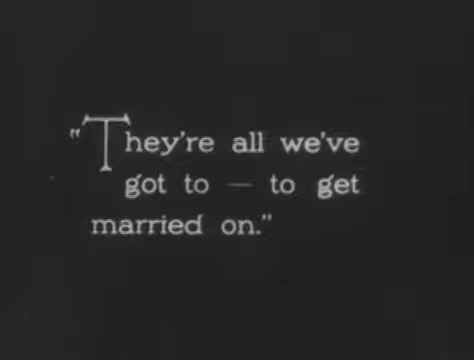 "They're all we've
got to — to get
married on."